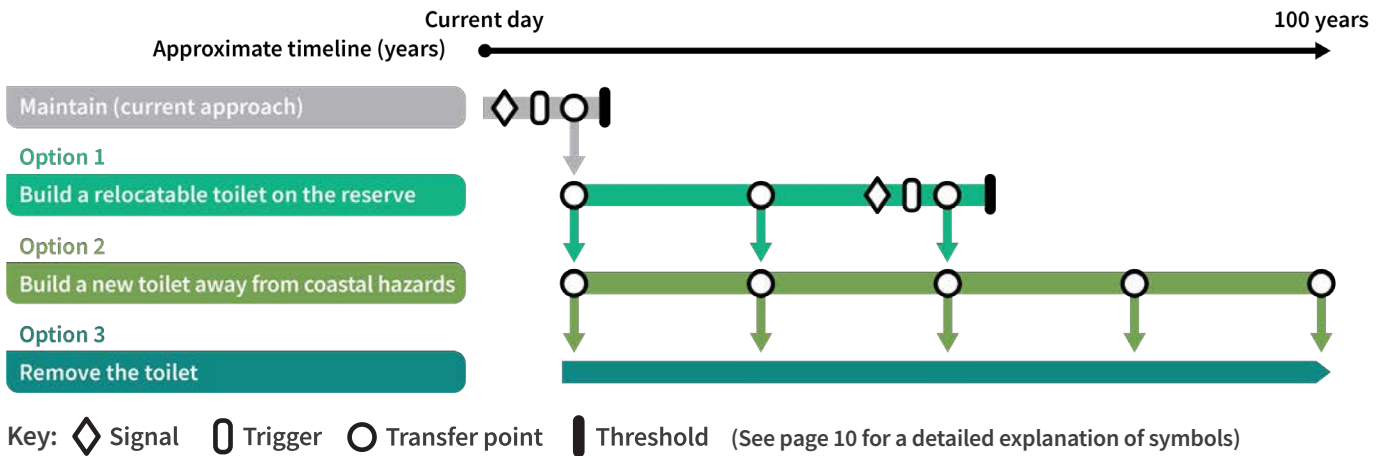 Current day
100 years
Approximate timeline (years)
Maintain (current approach)
Option 1
Build a relocatable toilet on the reserve
Option 2
Build a new toilet away from coastal hazards
Option 3
Remove the toilet
Key: Signal Trigger Transfer point Threshold (See page 10 for a detailed explanation of symbols)